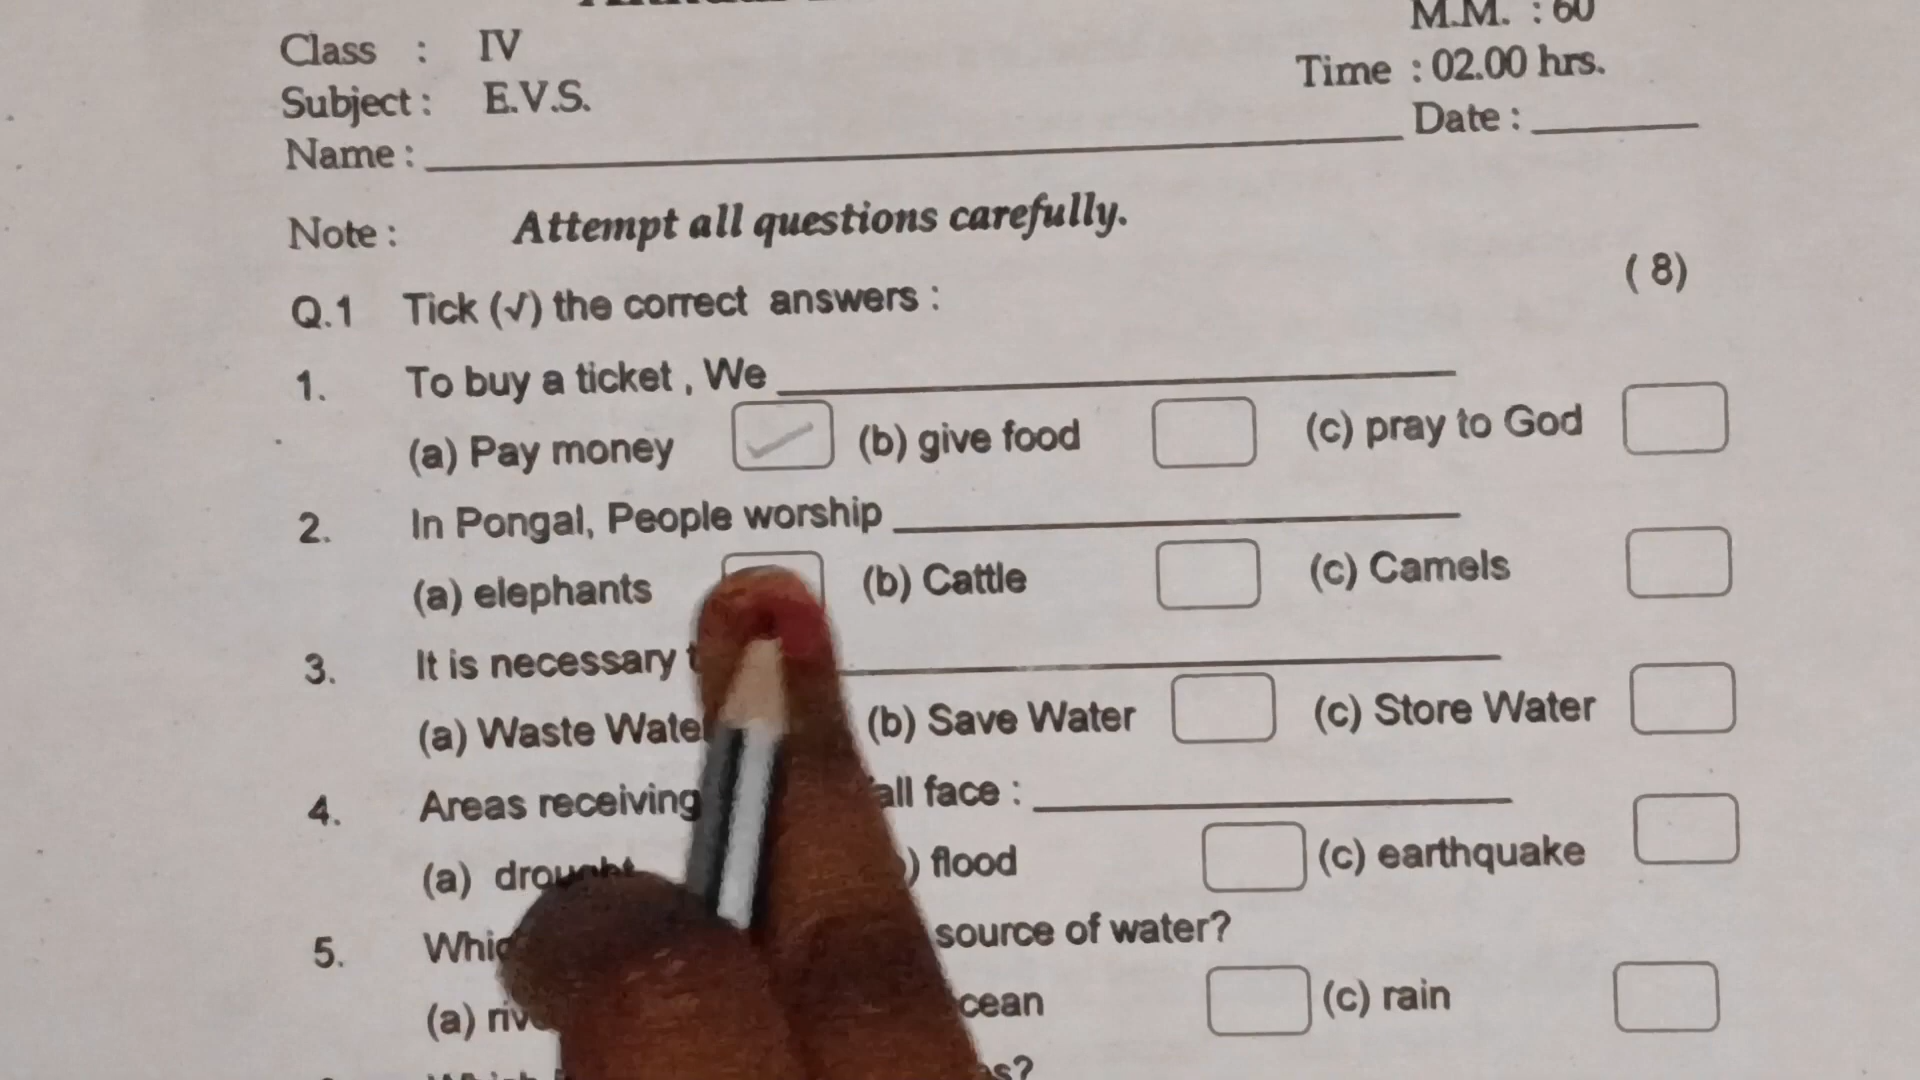 M.M. : 60
Class : IV
Time : 02.00 hrs.
Subject : E.V.S.
Date :
Name :
Note : Attempt all questions carefully.
( 8)
Q.1 Tick (√) the correct answers :
1. To buy a ticket , We
(a) Pay money (b) give food (c) pray to God
2. In Pongal, People worship
(a) elephants (b) Cattle (c) Camels
3. It is necessary
(a) Waste Water (b) Save Water (c) Store Water
4. Areas receiving face :
(a) drought flood (c) earthquake
5. source of water?
(a) (c) rain